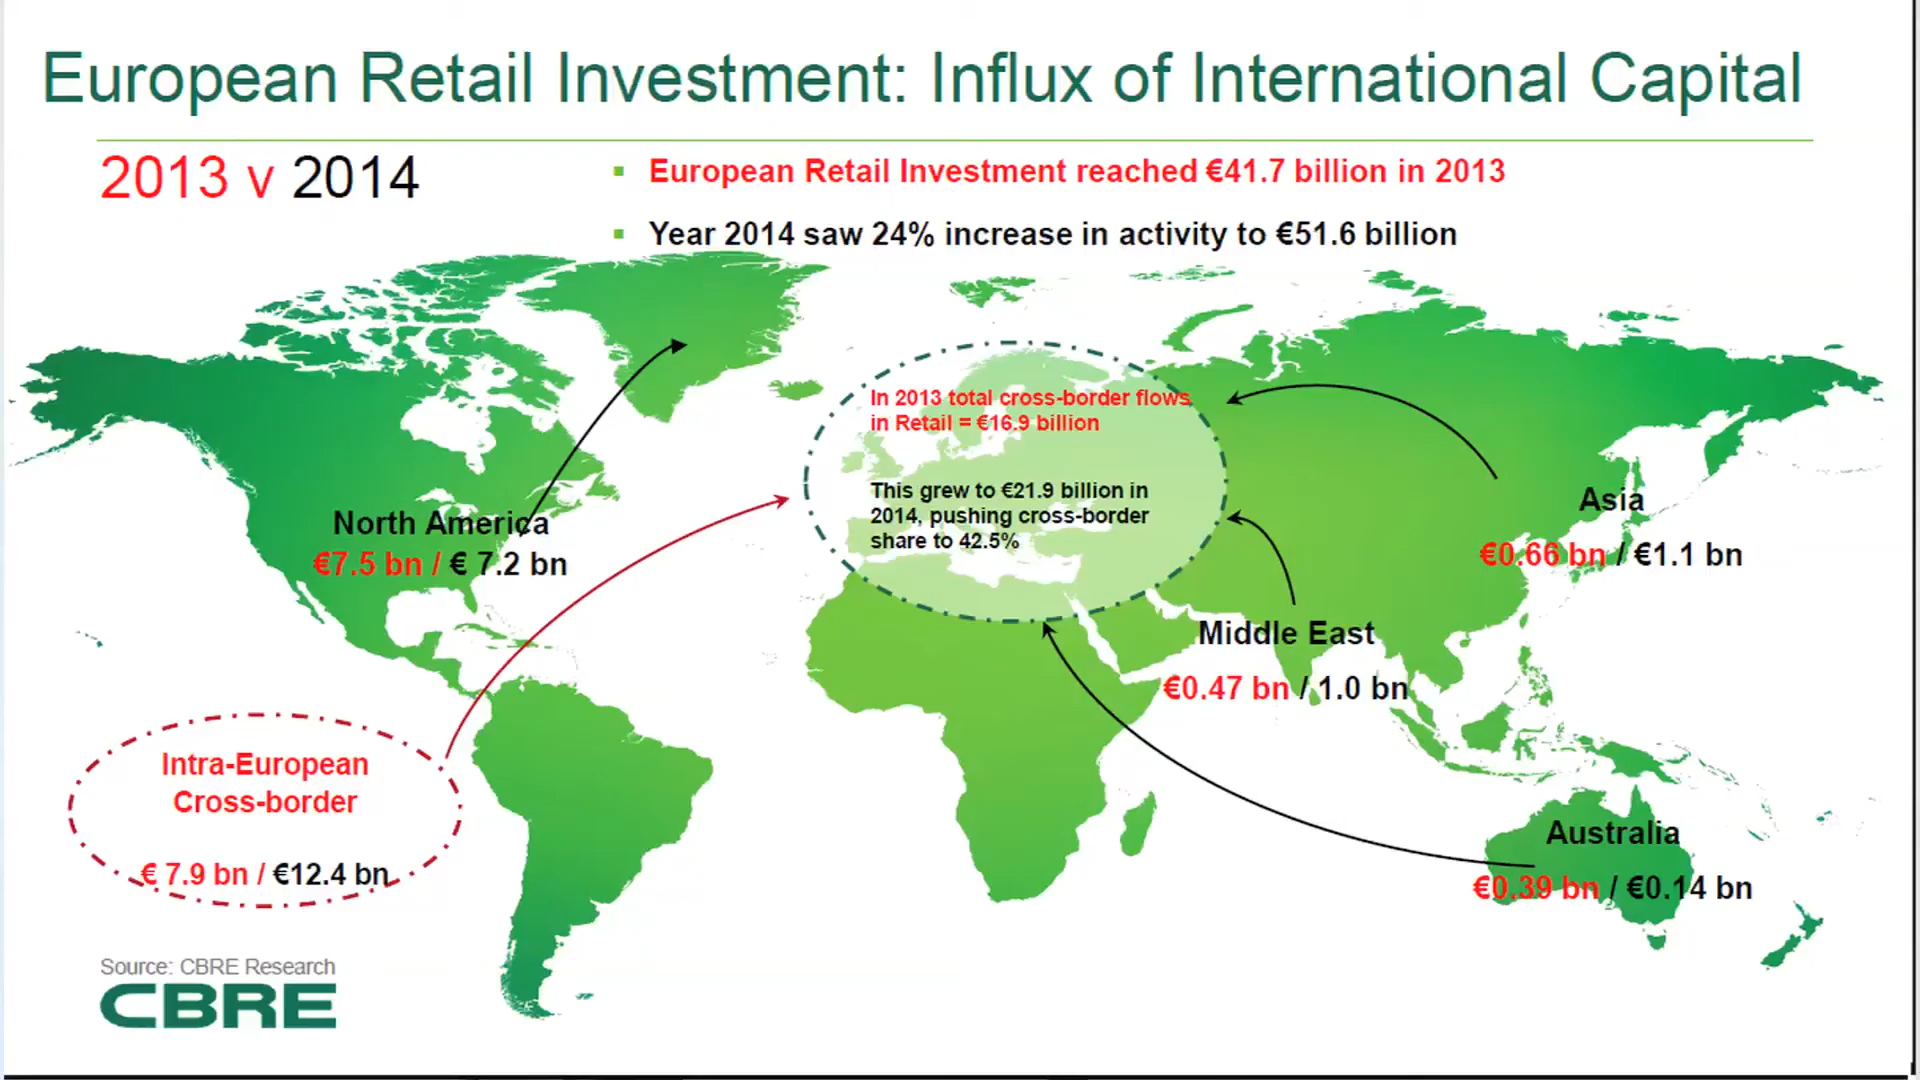 European Retail Investment: Influx of International Capital
2013 v 2014
European Retail Investment reached €41.7 billion in 2013
Year 2014 saw 24% increase in activity to €51.6 billion
In 2013 total cross-border flows
in Retail = €16.9 billion
This grew to €21.9 billion in
2014, pushing cross-border
share to 42.5%
North America
€7.5 bn / € 7.2 bn
Asia
€0.66 bn / €1.1 bn
Middle East
€0.47 bn / 1.0 bn
Intra-European
Cross-border
€ 7.9 bn / €12.4 bn
Australia
€0.39 bn / €0.14 bn
Source: CBRE Research
CBRE